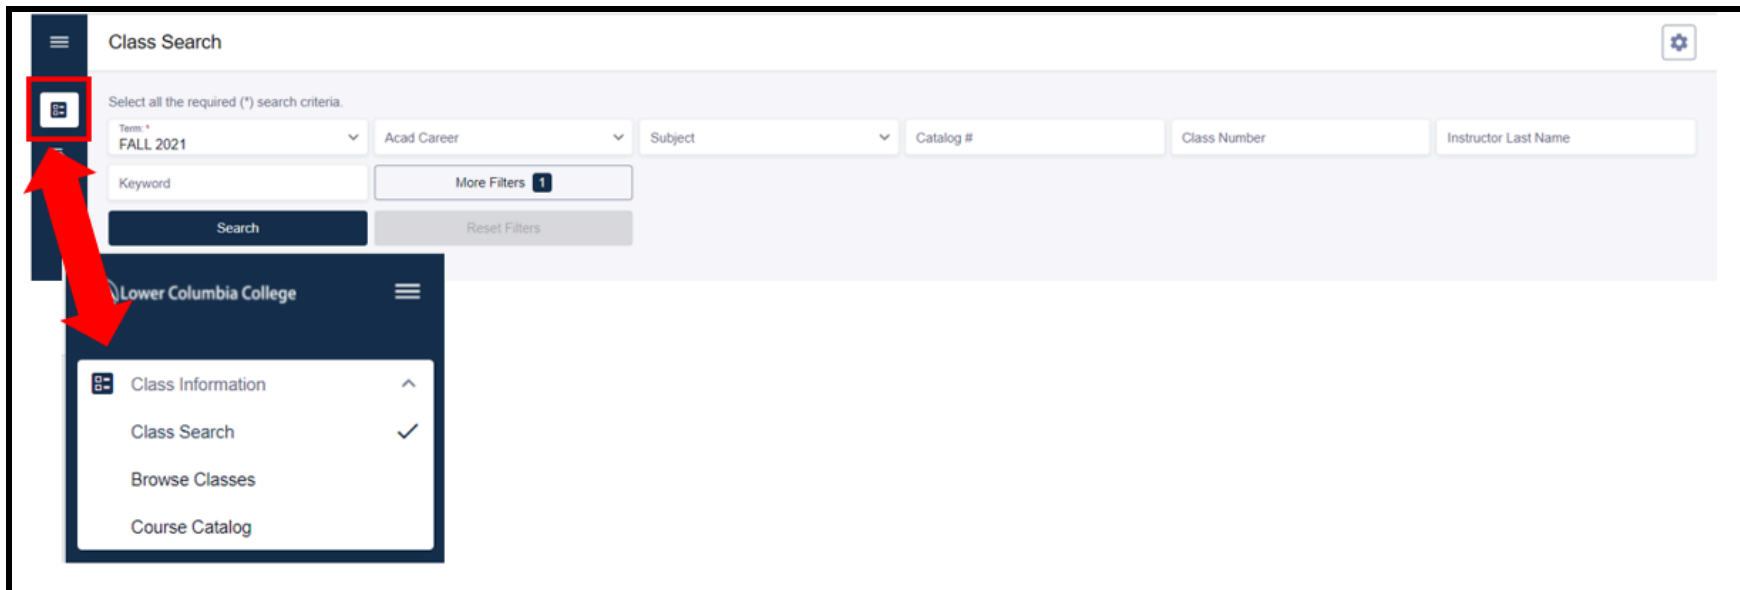 Class Search
Select all the required (*) search criteria.
Term: *
FALL 2021
Acad Career
Subject
Catalog #
Class Number
Instructor Last Name
Keyword
More Filters 1
Search
Reset Filters
Lower Columbia College
Class Information
Class Search
Browse Classes
Course Catalog